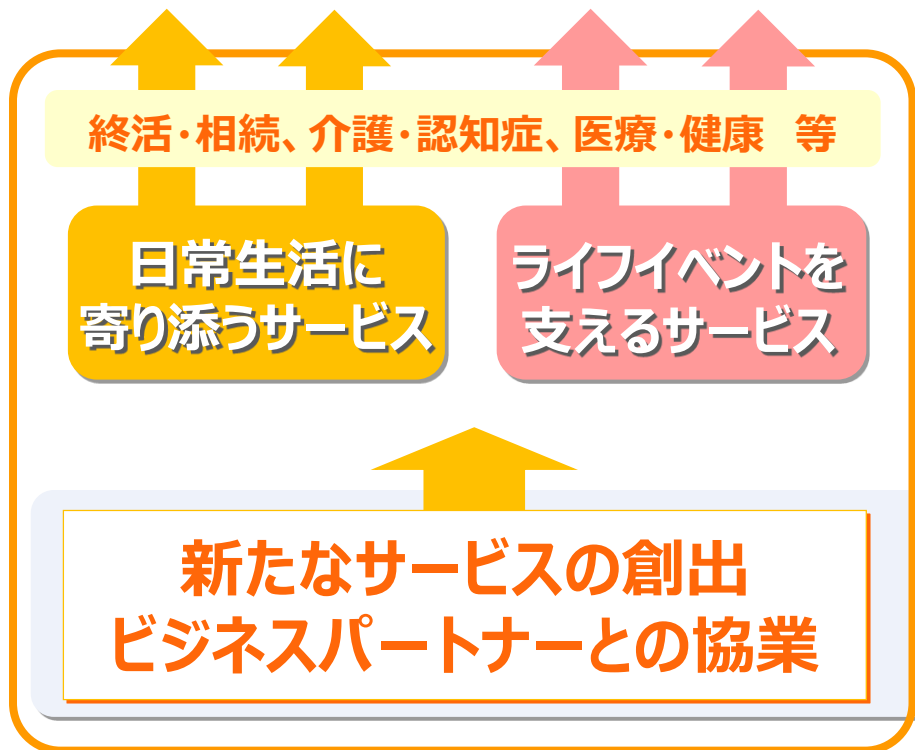 終活・相続、介護・認知症、医療・健康　等
日常生活に
寄り添うサービス
ライフイベントを
支えるサービス
新たなサービスの創出
ビジネスパートナーとの協業